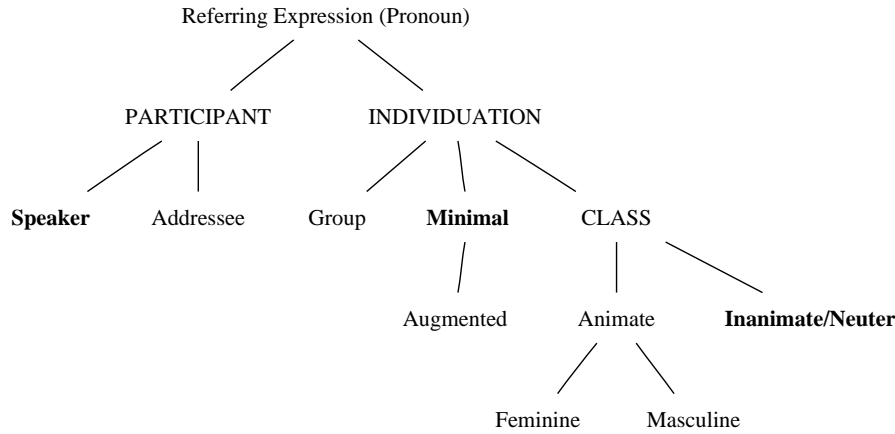 Referring Expression (Pronoun)
PARTICIPANT INDIVIDUATION
Speaker Addressee Group Minimal CLASS
Augmented Animate Inanimate/Neuter
Feminine Masculine